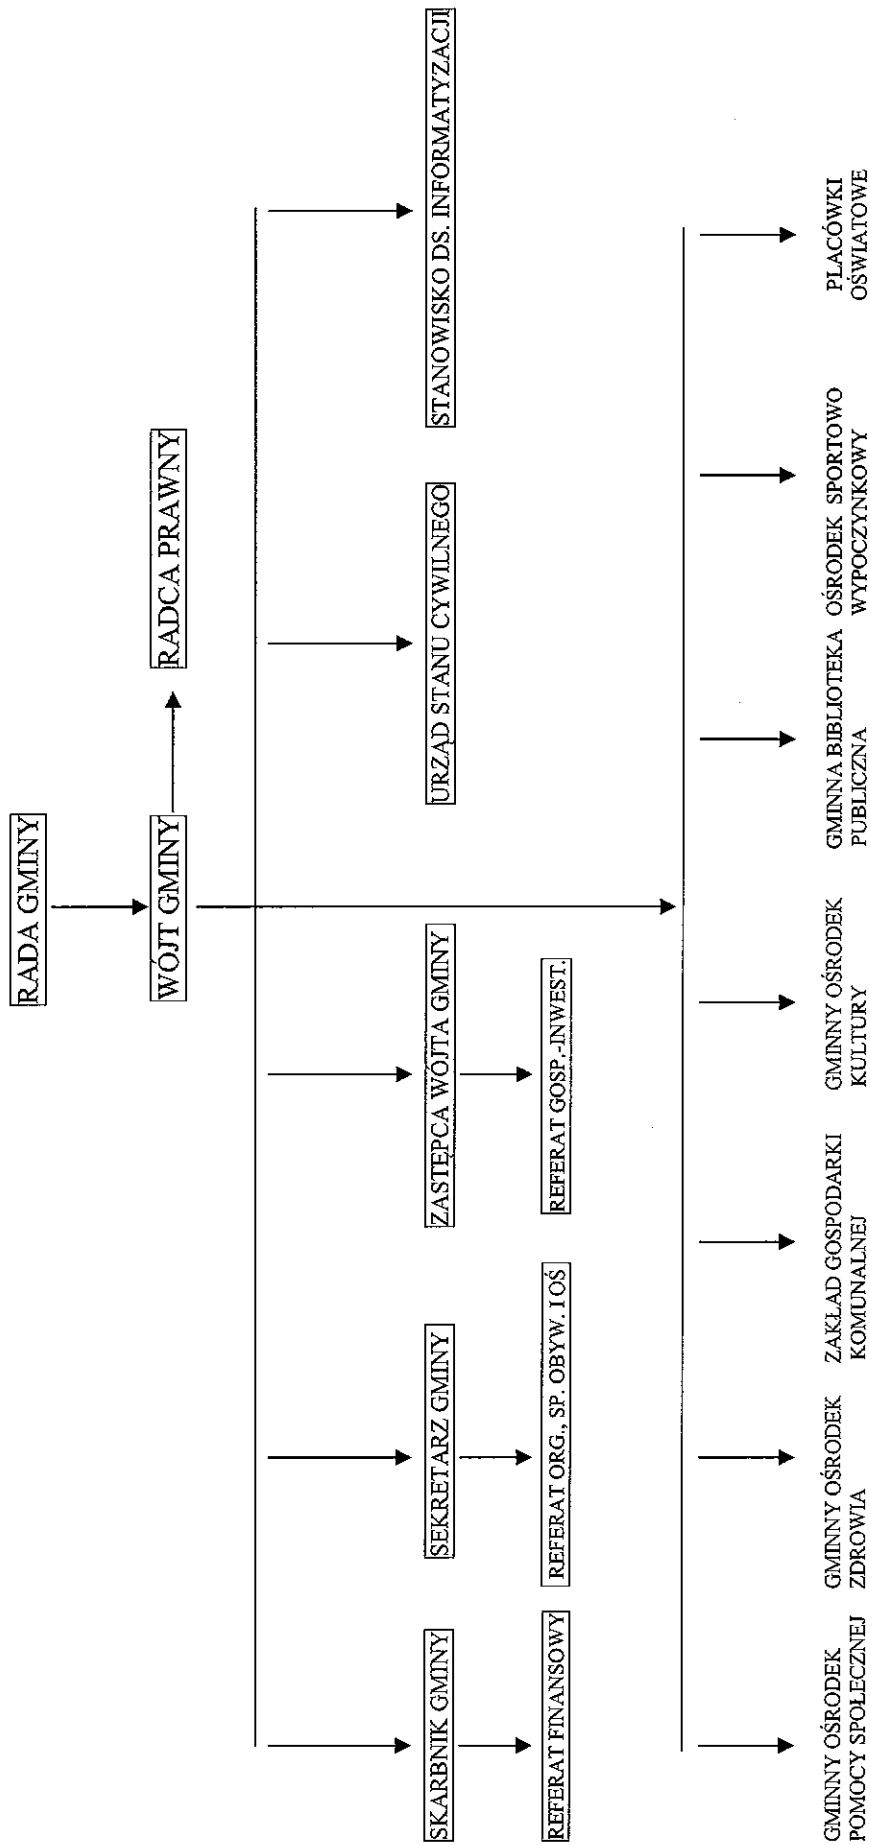 RADA GMINY
WÓJT GMINY
RADCA PRAWNY
SKARBNIK GMINY
SEKRETARZ GMINY
ZASTĘPCA WÓJTA GMINY
URZĄD STANU CYWILNEGO
STANOWISKO DS. INFORMATYZACJI
REFERAT FINANSOWY
REFERAT ORG., SP. OBYW. I OŚ
REFERAT GOSP.-INWEST.
GMINNY OŚRODEK
POMOCY SPOŁECZNEJ
GMINNY OŚRODEK
ZDROWIA
ZAKŁAD GOSPODARKI
KOMUNALNEJ
GMINNY OŚRODEK
KULTURY
GMINNA BIBLIOTEKA
PUBLICZNA
OŚRODEK SPORTOWO
WYPOCZYNKOWY
PLACÓWKI
OŚWIATOWE